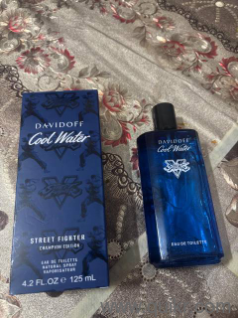 DAVIDOFF
Cool Water
STREET FIGHTER
CHAMPION EDITION
EAU DE TOILETTE
NATURAL SPRAY
VAPORISATEUR
4.2 FL.OZ e 125 mL
DAVIDOFF
Cool Water
EAU DE TOILETTE